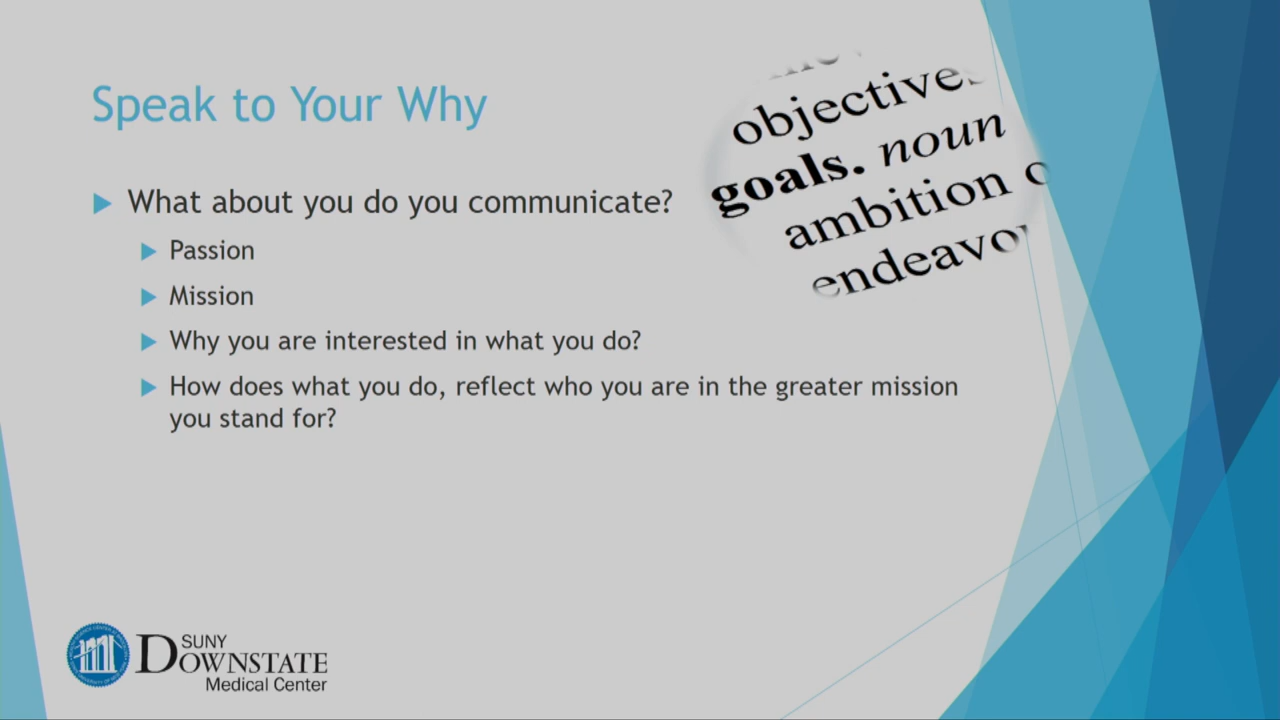 Speak to Your Why
objective
goals. noun
ambition
endeavo
What about you do you communicate?
Passion
Mission
Why you are interested in what you do?
How does what you do, reflect who you are in the greater mission
you stand for?
SUNY
DOWNSTATE
Medical Center